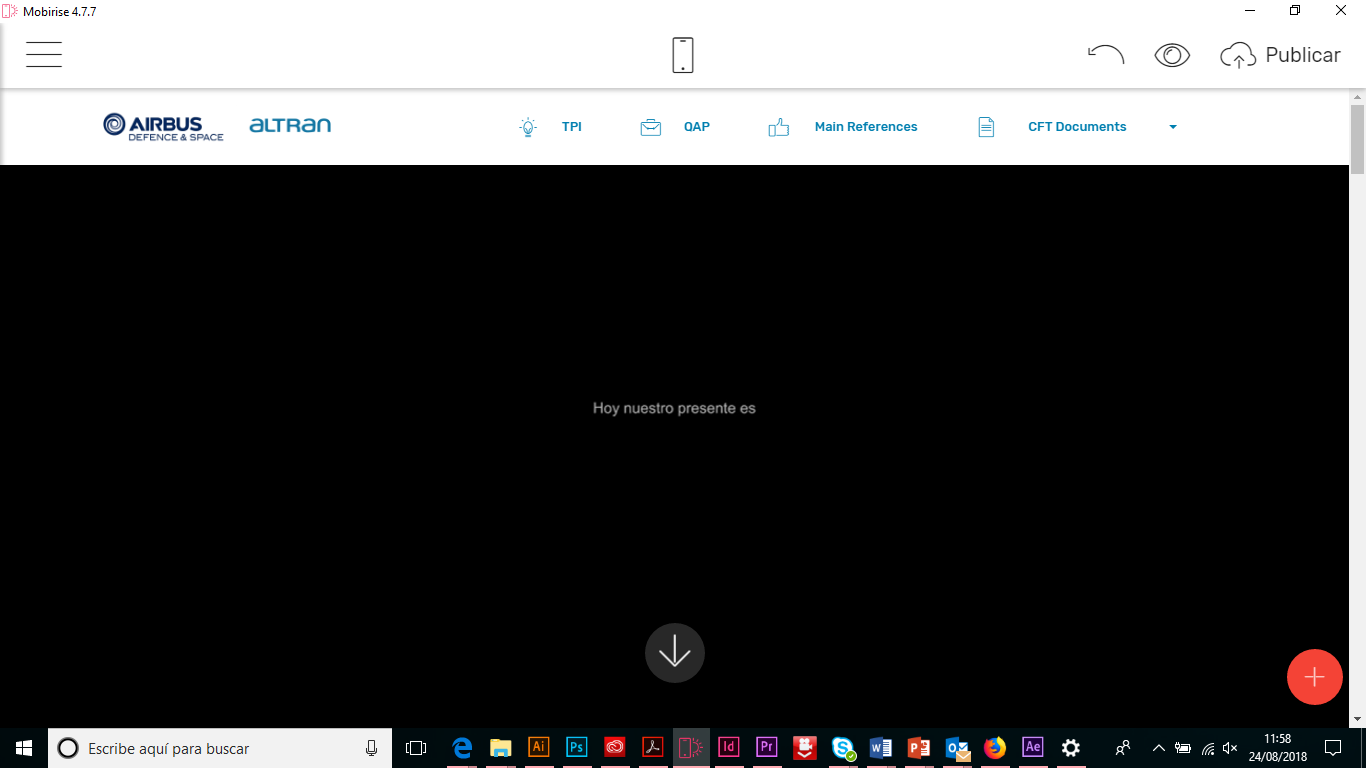 Mobirise 4.7.7
Publicar
AIRBUS
DEFENCE & SPACE
ALTRAN
TPI
QAP
Main References
CFT Documents
Hoy nuestro presente es
Escribe aquí para buscar
Ai
Ps
Id
Pr
Ae
11:58
24/08/2018